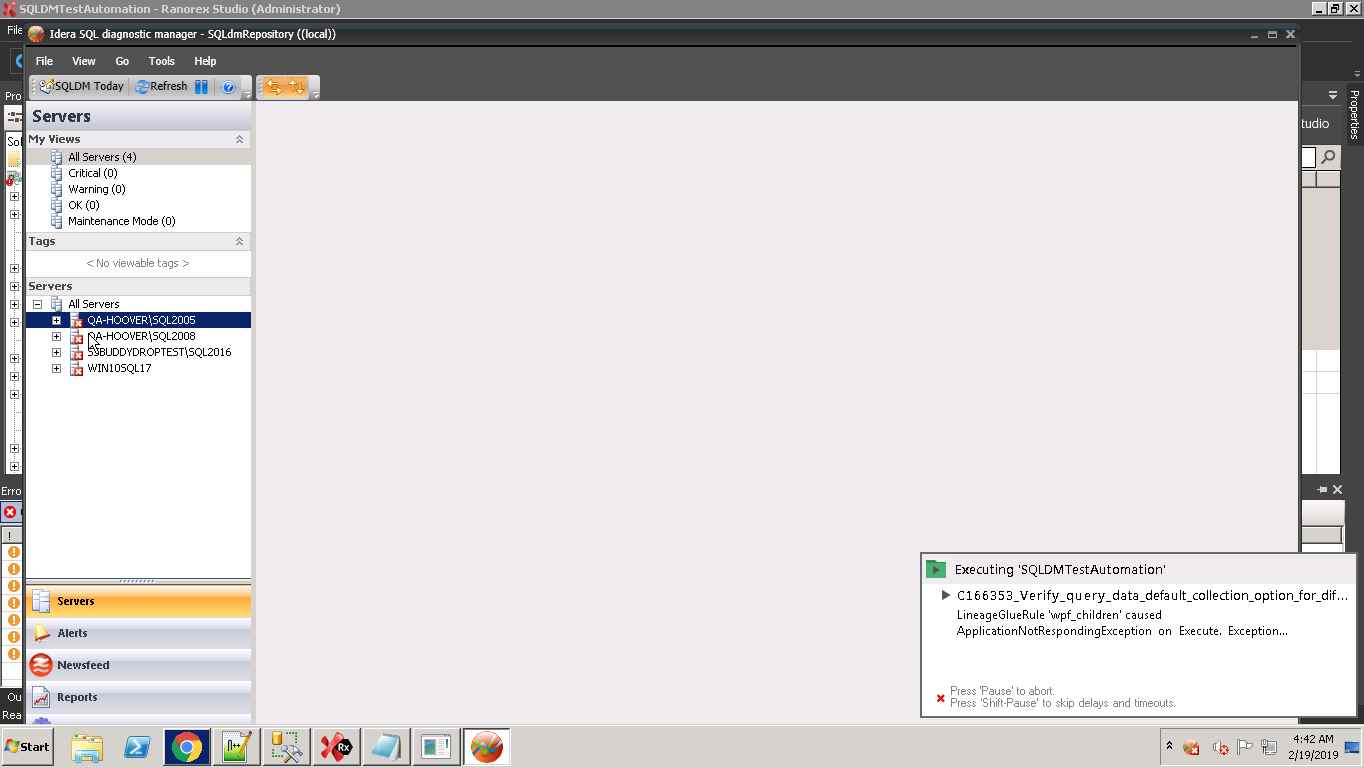 SQLDMTestAutomation - Ranorex Studio (Administrator)
File
Idera SQL diagnostic manager - SQLdmRepository ((local))
File View Go Tools Help
SQLDM Today Refresh
Pro
Sol
Servers
My Views
All Servers (4)
Critical (0)
Warning (0)
OK (0)
Maintenance Mode (0)
Tags
< No viewable tags >
Servers
All Servers
QA-HOOVER\SQL2005
QA-HOOVER\SQL2008
SSBUDDYDROPTEST\SQL2016
WIN10SQL17
Properties
tudio
Erro
!
Servers
Alerts
Newsfeed
Reports
Ou
Rea
Executing 'SQLDMTestAutomation'
C166353_Verify_query_data_default_collection_option_for_dif...
LineageGlueRule 'wpf_children' caused
ApplicationNotRespondingException on Execute. Exception...
Press 'Pause' to abort.
Press 'Shift-Pause' to skip delays and timeouts.
Start
4:42 AM
2/19/2019